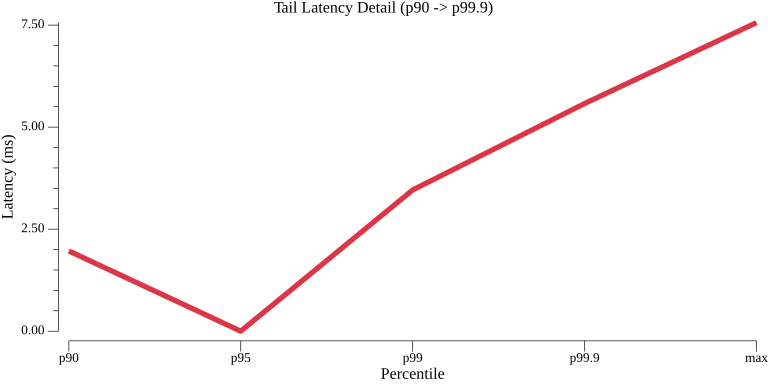 Tail Latency Detail (p90 -> p99.9)
7.50
5.00
2.50
0.00
Latency (ms)
p90 p95 p99 p99.9 max
Percentile